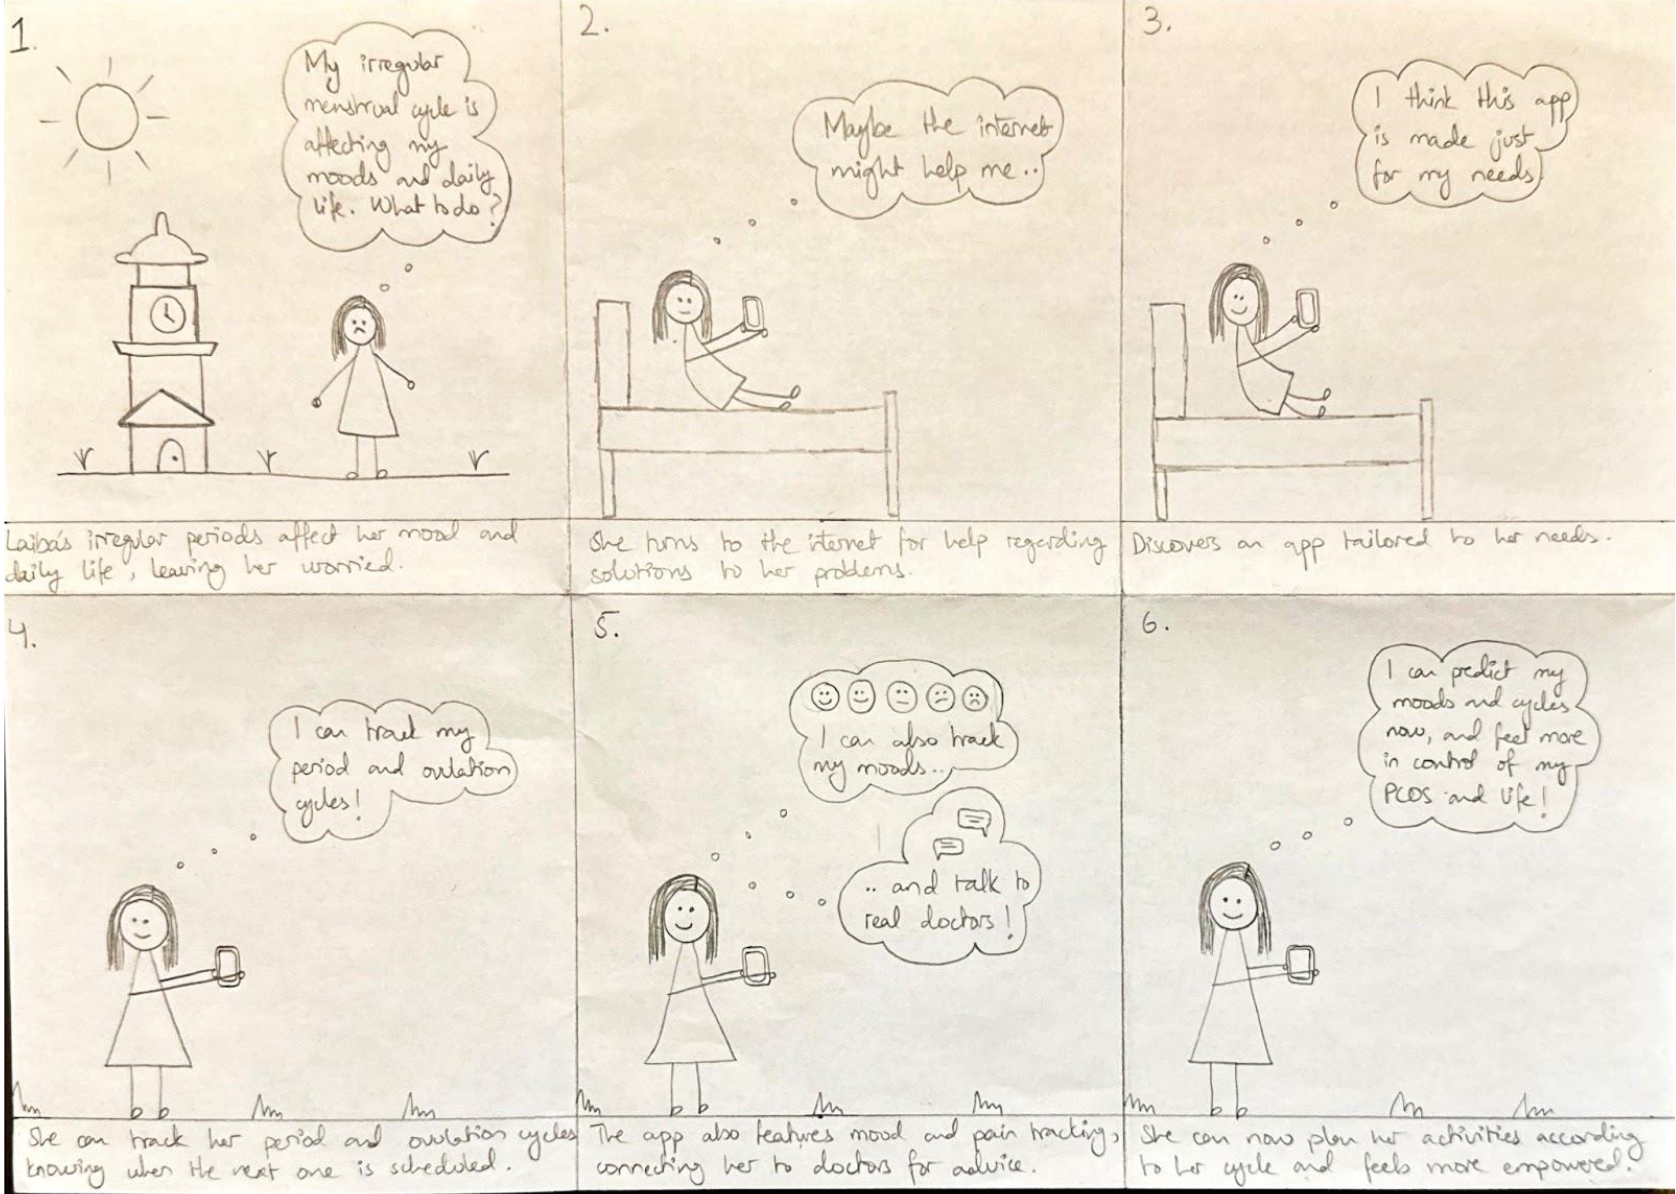 1.
My irregular
menstrual cycle is
affecting my
moods and daily
life. What to do?
Laiba's irregular periods affect her mood and
daily life, leaving her worried.
2.
Maybe the internet
might help me..
She turns to the internet for help regarding
solutions to her problems.
3.
I think this app
is made just
for my needs
Discovers an app tailored to her needs.
4.
I can track my
period and ovulation
cycles!
She can track her period and ovulation cycles
knowing when the next one is scheduled.
5.
I can also track
my moods..
.. and talk to
real doctors!
The app also features mood and pain tracking,
connecting her to doctors for advice.
6.
I can predict my
moods and cycles
now, and feel more
in control of my
PCOS and life!
She can now plan her activities according
to her cycle and feels more empowered.